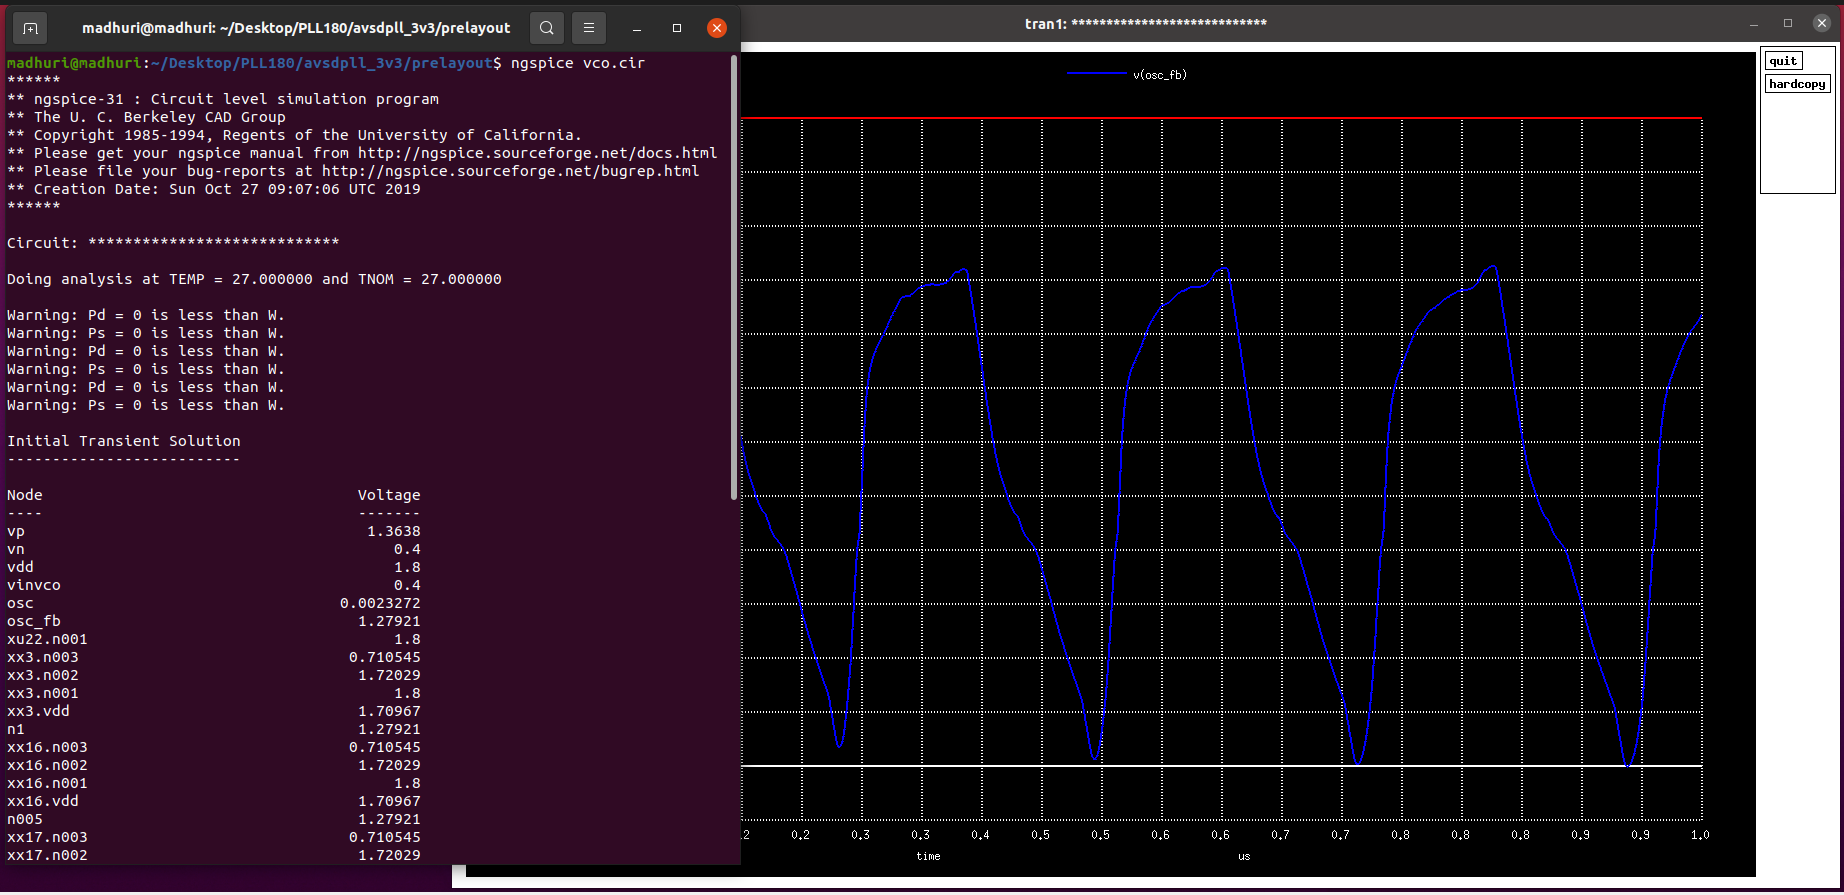 madhuri@madhuri: ~/Desktop/PLL180/avsdpll_3v3/prelayout
madhuri@madhuri:~/Desktop/PLL180/avsdpll_3v3/prelayout$ ngspice vco.cir
******
** ngspice-31 : Circuit level simulation program
** The U. C. Berkeley CAD Group
** Copyright 1985-1994, Regents of the University of California.
** Please get your ngspice manual from http://ngspice.sourceforge.net/docs.html
** Please file your bug-reports at http://ngspice.sourceforge.net/bugrep.html
** Creation Date: Sun Oct 27 09:07:06 UTC 2019
******
Circuit: ****************************
Doing analysis at TEMP = 27.000000 and TNOM = 27.000000
Warning: Pd = 0 is less than W.
Warning: Ps = 0 is less than W.
Warning: Pd = 0 is less than W.
Warning: Ps = 0 is less than W.
Warning: Pd = 0 is less than W.
Warning: Ps = 0 is less than W.
Initial Transient Solution
--------------------------
Node Voltage
---- -------
vp 1.3638
vn 0.4
vdd 1.8
vinvco 0.4
osc 0.0023272
osc_fb 1.27921
xu22.n001 1.8
xx3.n003 0.710545
xx3.n002 1.72029
xx3.n001 1.8
xx3.vdd 1.70967
n1 1.27921
xx16.n003 0.710545
xx16.n002 1.72029
xx16.n001 1.8
xx16.vdd 1.70967
n005 1.27921
xx17.n003 0.710545
xx17.n002 1.72029
tran1: ****************************
v(osc_fb)
quit
hardcopy
.2 0.2 0.3 0.3 0.4 0.5 0.5 0.6 0.6 0.7 0.7 0.8 0.8 0.8 0.9 0.9 1.0
time us